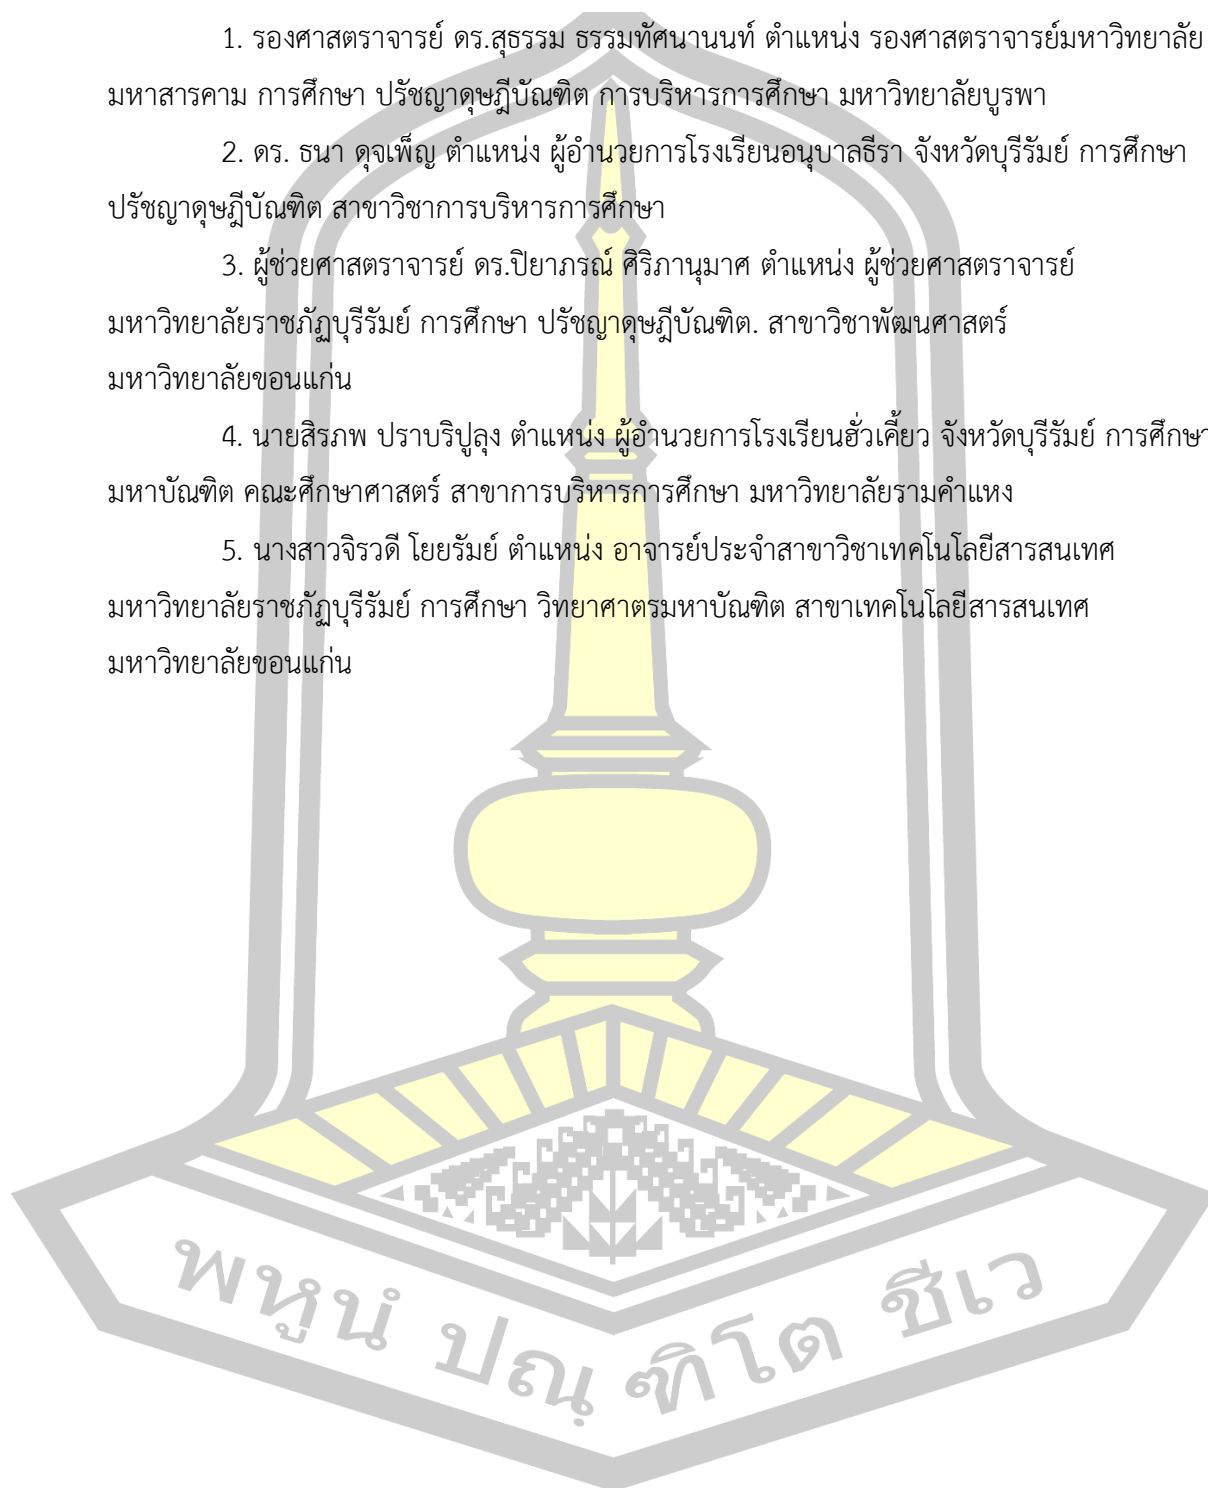 1. รองศาสตราจารย์ ดร.สุธรรม ธรรมทัศนานนท์ ตำแหน่ง รองศาสตราจารย์มหาวิทยาลัย
มหาสารคาม การศึกษา ปรัชญาดุษฎีบัณฑิต การบริหารการศึกษา มหาวิทยาลัยบูรพา
2. ดร. ธนา ดุจเพ็ญ ตำแหน่ง ผู้อำนวยการโรงเรียนอนุบาลธีรา จังหวัดบุรีรัมย์ การศึกษา
ปรัชญาดุษฎีบัณฑิต สาขาวิชาการบริหารการศึกษา
3. ผู้ช่วยศาสตราจารย์ ดร.ปิยาภรณ์ ศิริภานุมาศ ตำแหน่ง ผู้ช่วยศาสตราจารย์
มหาวิทยาลัยราชภัฏบุรีรัมย์ การศึกษา ปรัชญาดุษฎีบัณฑิต. สาขาวิชาพัฒนศาสตร์
มหาวิทยาลัยขอนแก่น
4. นายสิรภพ ปราบริปูลุง ตำแหน่ง ผู้อำนวยการโรงเรียนฮั่วเคี้ยว จังหวัดบุรีรัมย์ การศึกษา
มหาบัณฑิต คณะศึกษาศาสตร์ สาขาการบริหารการศึกษา มหาวิทยาลัยรามคำแหง
5. นางสาวจิรวดี โยยรัมย์ ตำแหน่ง อาจารย์ประจำสาขาวิชาเทคโนโลยีสารสนเทศ
มหาวิทยาลัยราชภัฏบุรีรัมย์ การศึกษา วิทยาศาตรมหาบัณฑิต สาขาเทคโนโลยีสารสนเทศ
มหาวิทยาลัยขอนแก่น
พหูนํ ปณฺ ฑิโต ชีเว